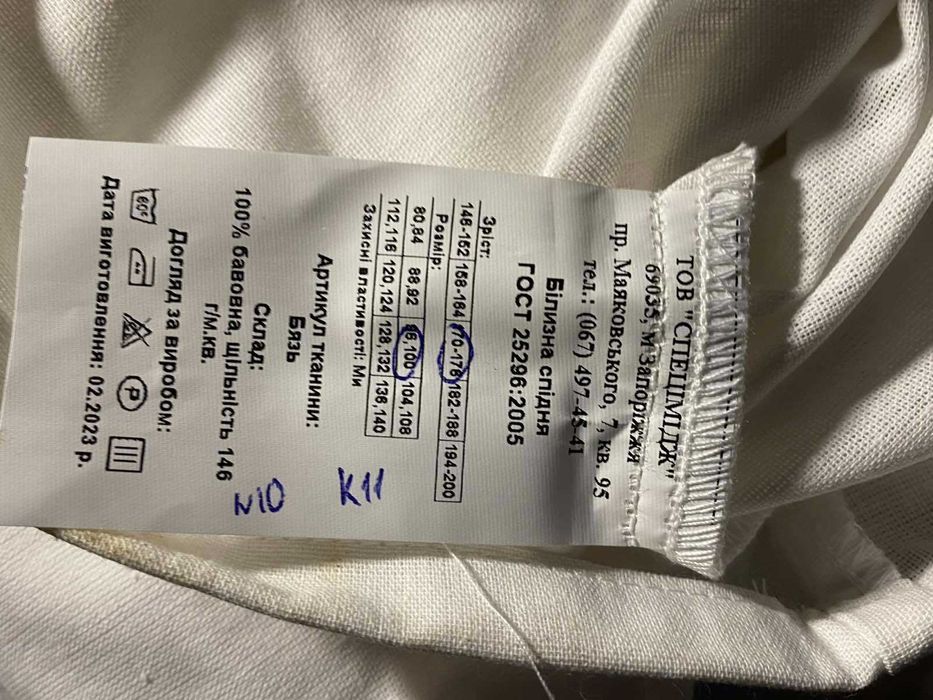 ТОВ "СПЕЦІМІДЖ"
69035, м Запоріжжя
пр. Маяковського, 7, кв. 95
тел.: (067) 497-45-41
Білизна спідня
ГОСТ 25296:2005
Зріст:
146-152 158-164 170-176 182-188 194-200
Розмір:
80,84 88,92 96,100 104,108
112,116 120,124 128,132 136,140
Захисні властивості: Ми
К11
Артикул тканини:
Бязь
N10
Склад:
100% бавовна, щільність 146
г/м.кв.
Догляд за виробом:
60°
P
Дата виготовлення: 02.2023 р.